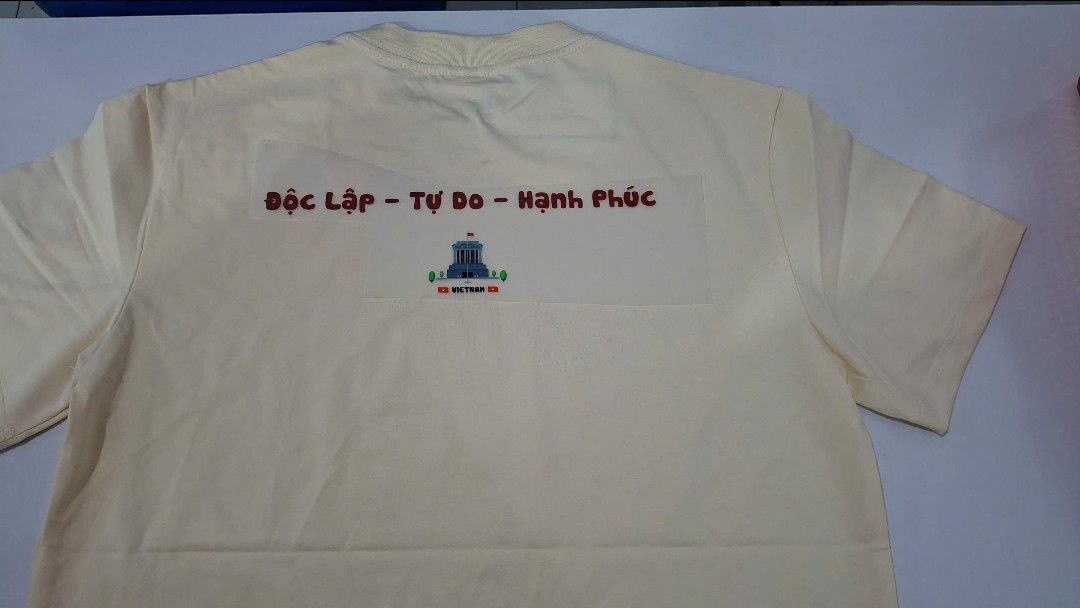 Độc Lập - Tự Do - Hạnh Phúc
VIETNAM